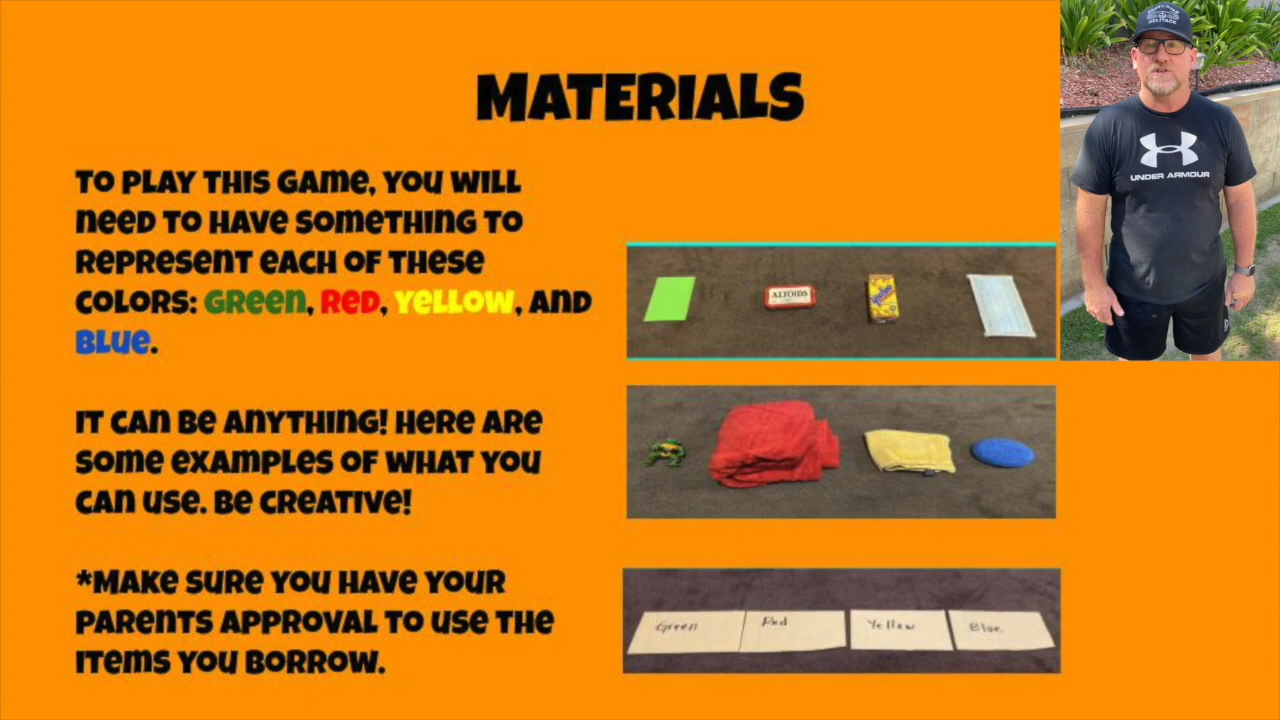 MATERIALS
TO PLAY THIS GAME, YOU WILL
NEED TO HAVE SOMETHING TO
REPRESENT EACH OF THESE
COLORS: GREEN, RED, YELLOW, AND
BLUE.
IT CAN BE ANYTHING! HERE ARE
SOME EXAMPLES OF WHAT YOU
CAN USE. BE CREATIVE!
*MAKE SURE YOU HAVE YOUR
PARENTS APPROVAL TO USE THE
ITEMS YOU BORROW.
ALTOIDS
Green Red Yellow Blue
UNDER ARMOUR